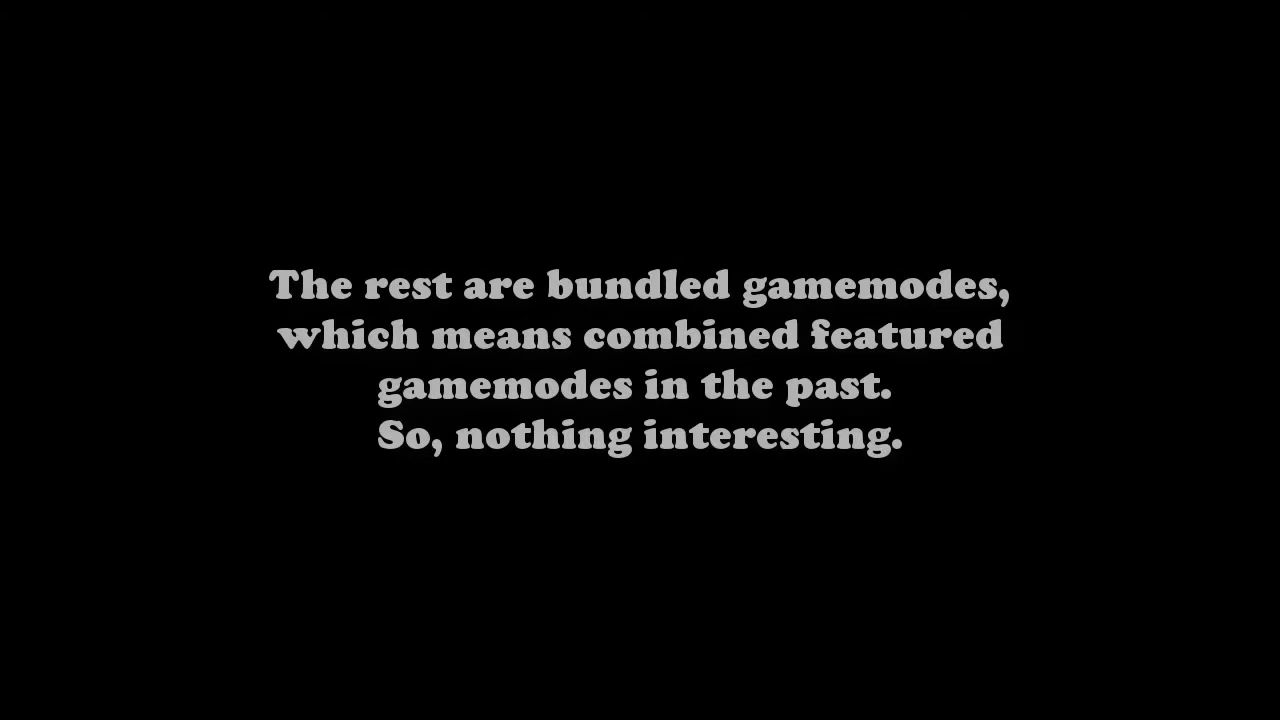 The rest are bundled gamemodes,
which means combined featured
gamemodes in the past.
So, nothing interesting.